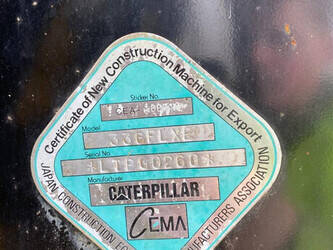 Certificate of New Construction Machine for Export
Sticker No.
Model
336FLXE
Serial No.
Manufacturer
CATERPILLAR
CEMA
JAPAN CONSTRUCTION MANUFACTURERS ASSOCIATION